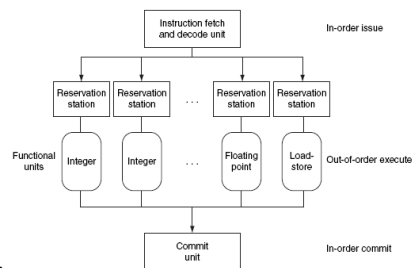 Instruction fetch
and decode unit
In-order issue
Reservation
station
Reservation
station
. . .
Reservation
station
Reservation
station
Functional
units
Integer
Integer
. . .
Floating
point
Load-
store
Out-of-order execute
Commit
unit
In-order commit